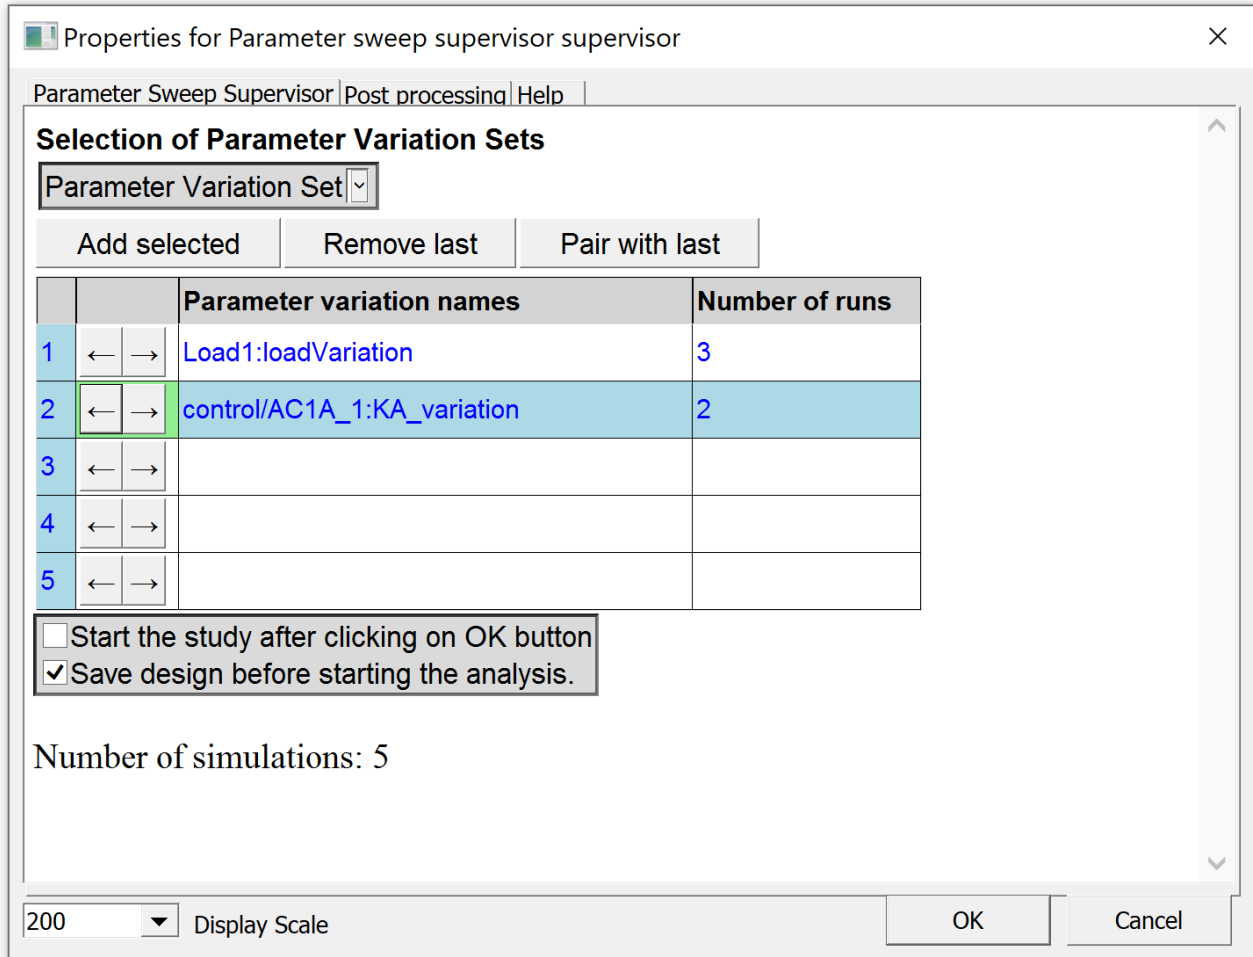 Properties for Parameter sweep supervisor supervisor
Parameter Sweep Supervisor Post processing Help
Selection of Parameter Variation Sets
Parameter Variation Set
Add selected Remove last Pair with last
Parameter variation names Number of runs
1 ← → Load1:loadVariation 3
2 ← → control/AC1A_1:KA_variation 2
3 ← →
4 ← →
5 ← →
Start the study after clicking on OK button
Save design before starting the analysis.
Number of simulations: 5
200 Display Scale OK Cancel